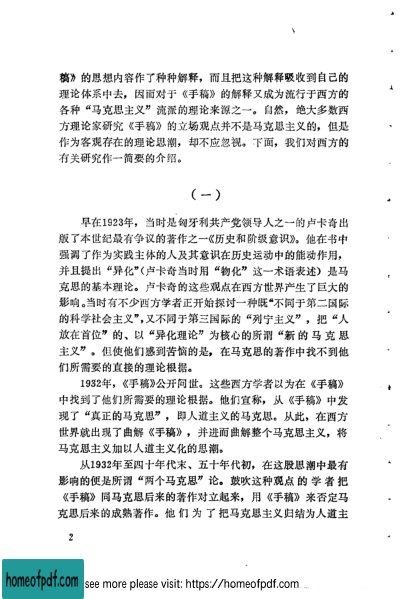 稿》的思想内容作了种种解释，而且把这种解释吸收到自己的
理论体系中去，因而对于《手稿》的解释又成为流行于西方的
各种“马克思主义”流派的理论来源之一。自然，绝大多数西
方理论家研究《手稿》的立场观点并不是马克思主义的，但是
作为客观存在的理论思潮，却不应忽视。下面，我们对西方的
有关研究作一简要的介绍。
（一）
早在1923年，当时是匈牙利共产党领导人之一的卢卡奇出
版了本世纪最有争议的著作之一《历史和阶级意识》。他在书中
强调了作为实践主体的人及其意识在历史运动中的能动作用，
并且提出“异化”（卢卡奇当时用“物化”这一术语表述）是马
克思的基本理论。卢卡奇的这些观点在西方世界产生了巨大的
影响。当时有不少西方学者正开始探讨一种既“不同于第二国际
的科学社会主义”，又不同于第三国际的“列宁主义”，把“人
放在首位”的、以“异化理论”为核心的所谓“新的马克思
主义”。但使他们感到苦恼的是，在马克思的著作中找不到他
们所需要的直接的理论根据。
1932年，《手稿》公开问世。这些西方学者以为在《手稿》
中找到了他们所需要的理论根据。他们宣称，从《手稿》中发
现了“真正的马克思”，即人道主义的马克思。从此，在西方
世界就出现了曲解《手稿》，并进而曲解整个马克思主义，将
马克思主义加以人道主义化的思潮。
从1932年至四十年代末、五十年代初，在这股思潮中最有
影响的便是所谓“两个马克思”论。鼓吹这种观点的学者把
《手稿》同马克思后来的著作对立起来，用《手稿》来否定马
克思后来的成熟著作。他们为了把马克思主义归结为人道主
2
homeofpdf.com
see more please visit: https://homeofpdf.com